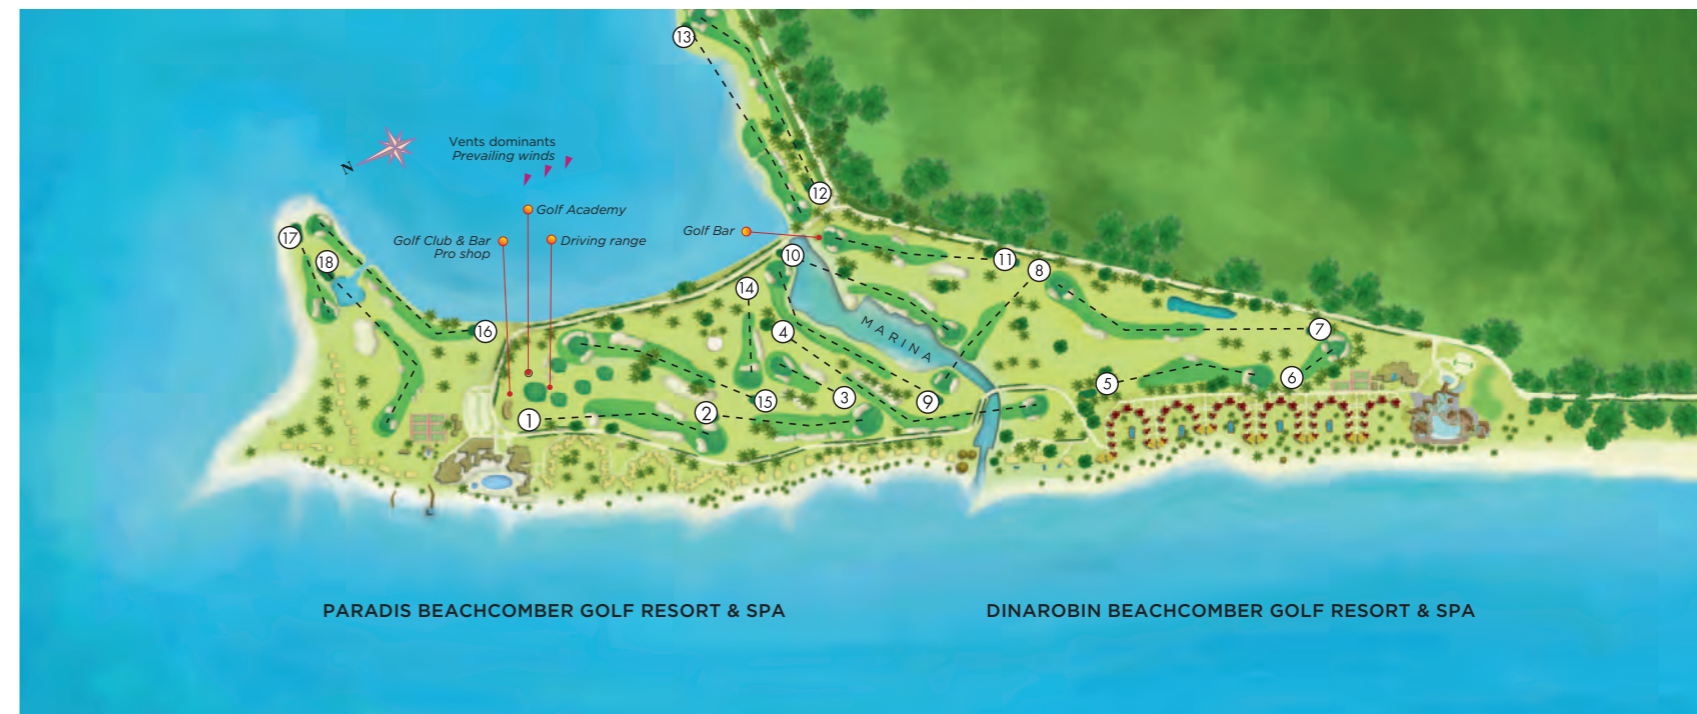 13
Vents dominants
Prevailing winds
N
12
Golf Academy
17
Golf Club & Bar
Pro shop
Driving range
Golf Bar
18
10
11
8
14
16
4
MARINA
7
5
6
15
3
9
1
2
PARADIS BEACHCOMBER GOLF RESORT & SPA
DINAROBIN BEACHCOMBER GOLF RESORT & SPA